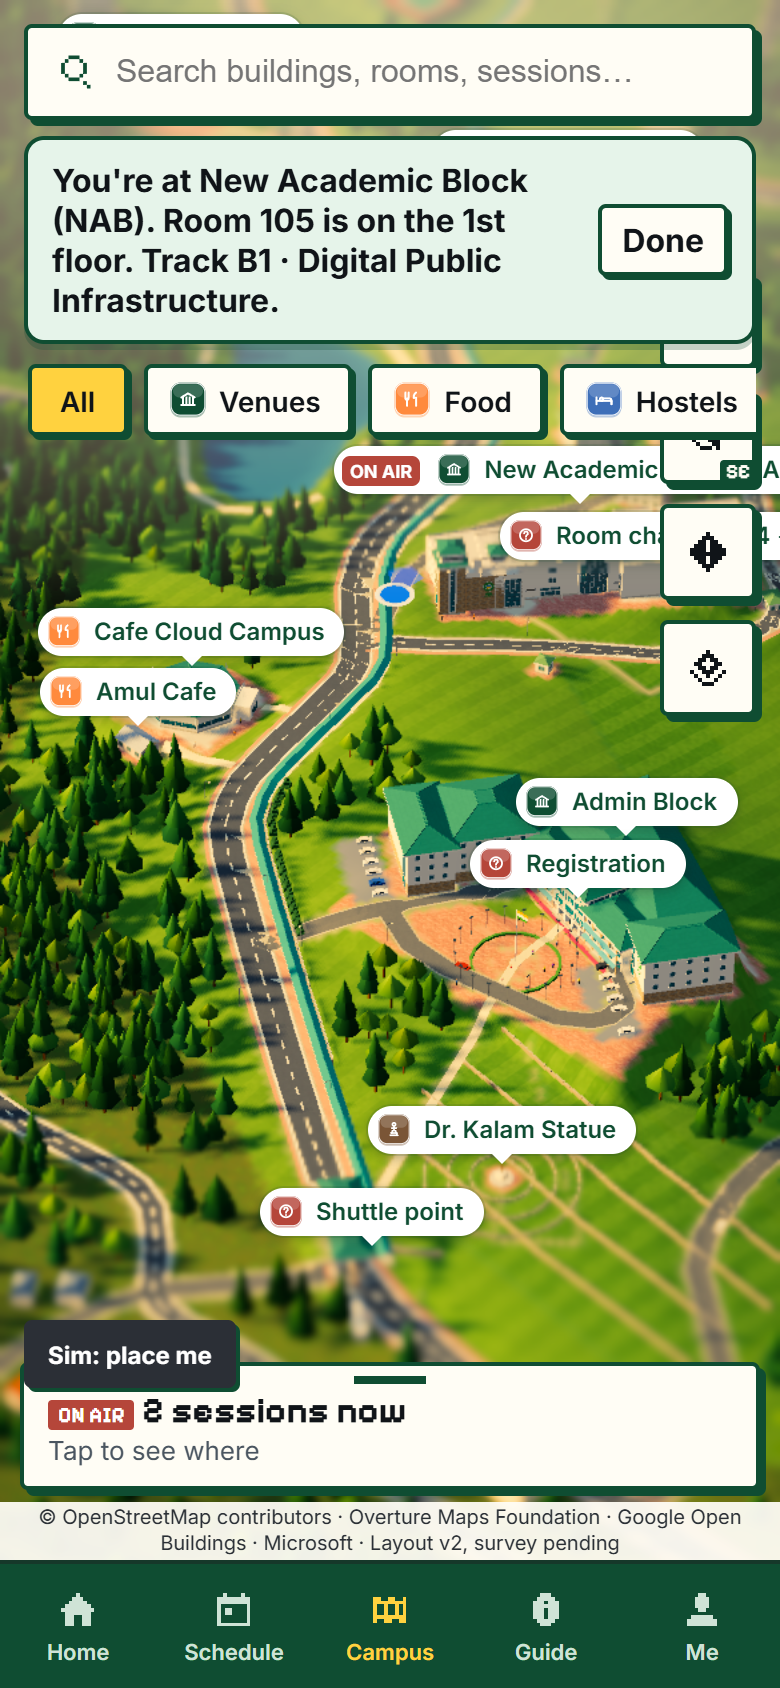 Search buildings, rooms, sessions…
You're at New Academic Block
(NAB). Room 105 is on the 1st
floor. Track B1 · Digital Public
Infrastructure.
Done
All
Venues
Food
Hostels
ON AIR New Academic
Room cha
Cafe Cloud Campus
Amul Cafe
Admin Block
Registration
Dr. Kalam Statue
Shuttle point
Sim: place me
ON AIR 2 sessions now
Tap to see where
© OpenStreetMap contributors · Overture Maps Foundation · Google Open
Buildings · Microsoft · Layout v2, survey pending
Home
Schedule
Campus
Guide
Me